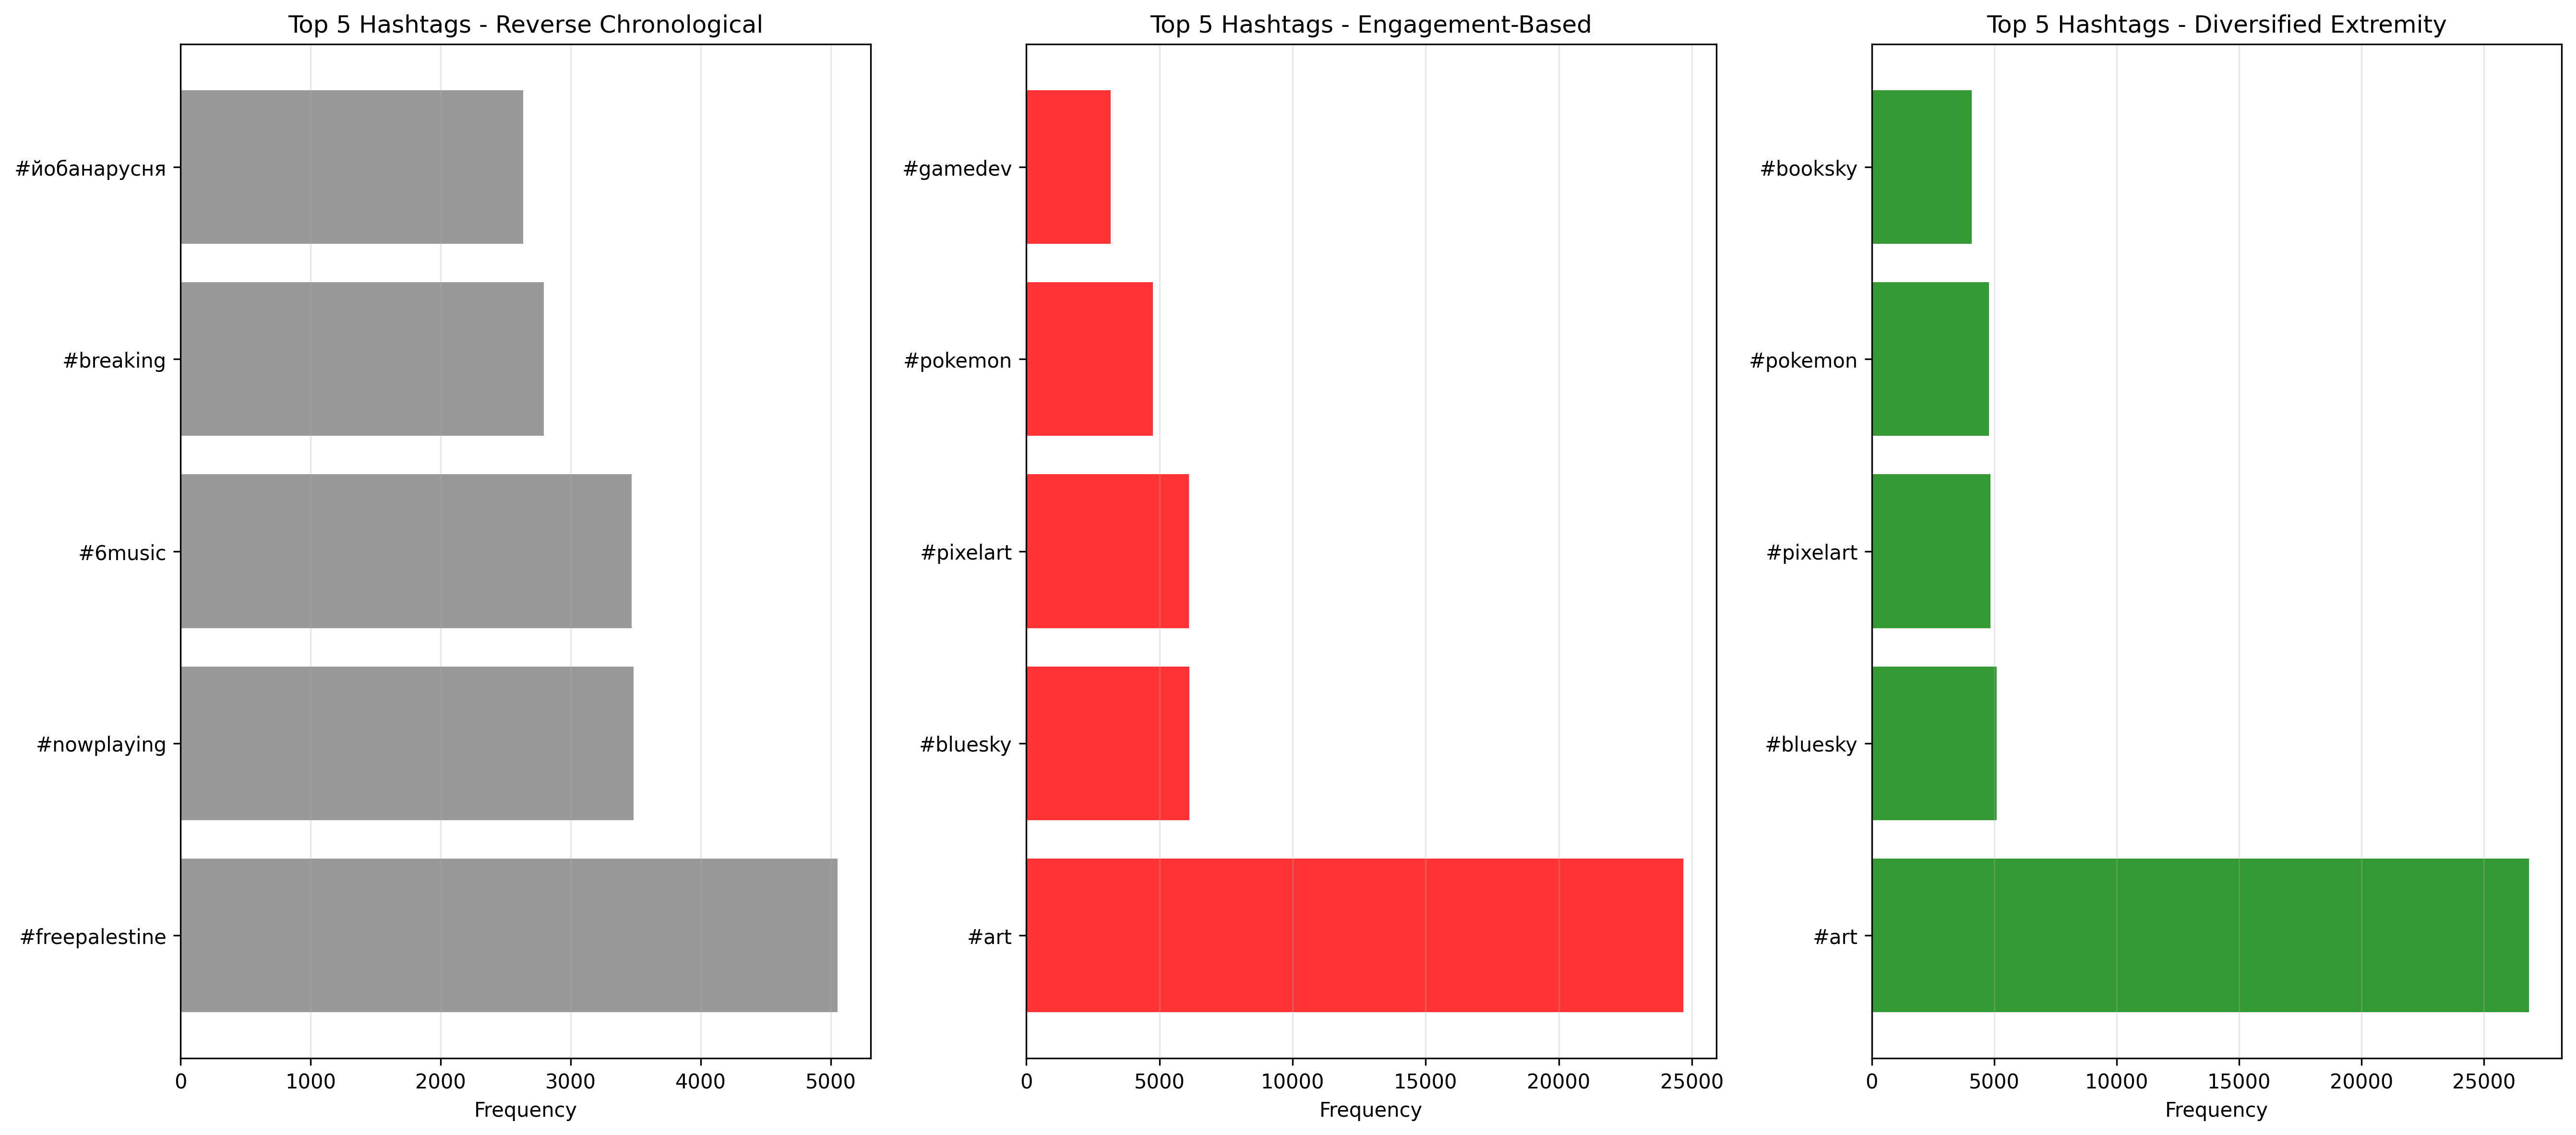 Top 5 Hashtags - Reverse Chronological
#йобанарусня
#breaking
#6music
#nowplaying
#freepalestine
0 1000 2000 3000 4000 5000
Frequency
Top 5 Hashtags - Engagement-Based
#gamedev
#pokemon
#pixelart
#bluesky
#art
0 5000 10000 15000 20000 25000
Frequency
Top 5 Hashtags - Diversified Extremity
#booksky
#pokemon
#pixelart
#bluesky
#art
0 5000 10000 15000 20000 25000
Frequency